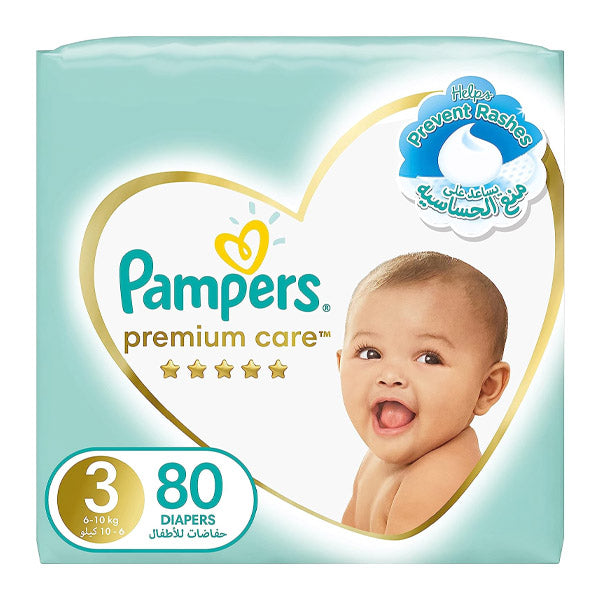 Helps
Prevent Rashes
يساعد على
منع الحساسية
Pampers®
premium care™
3
6-10 kg
6 - 10 كيلو
80
DIAPERS
حفاضات للأطفال